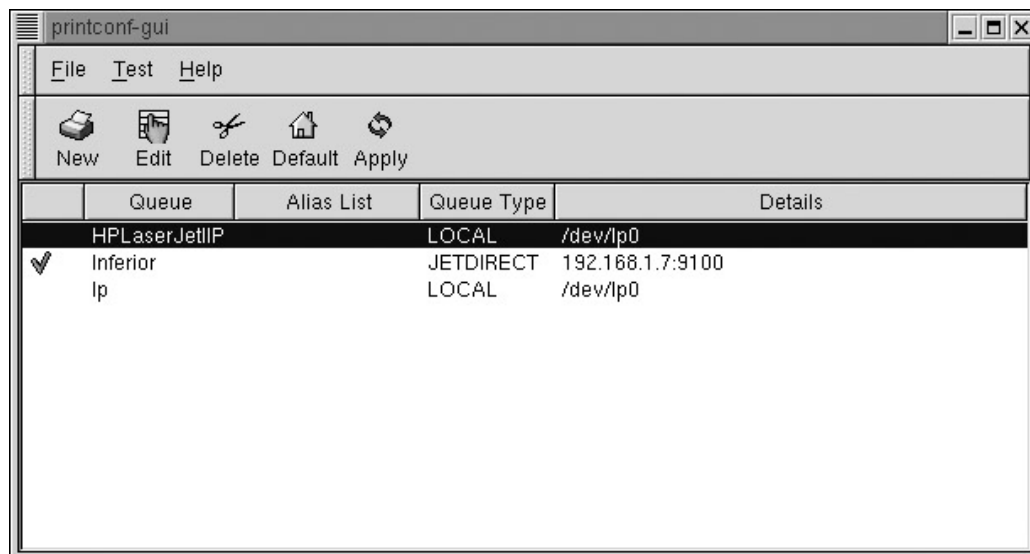 printconf-gui
File Test Help
New Edit Delete Default Apply
Queue Alias List Queue Type Details
HPLaserJetIIP LOCAL /dev/lp0
Inferior JETDIRECT 192.168.1.7:9100
lp LOCAL /dev/lp0